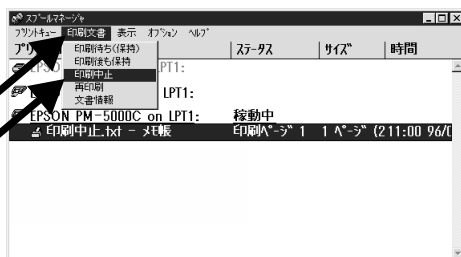 スプールマネージャ
プリントキュー 印刷文書 表示 オプション ヘルプ
プリ ステータス サイズ 時間
印刷待ち(保持)
印刷後も保持
印刷中止
再印刷
文書情報
EPSO LPT1:
LPT1:
EPSON PM-5000C on LPT1: 稼動中
印刷中止.txt - メモ帳 印刷ページ 1 1 ページ (211:00 96/